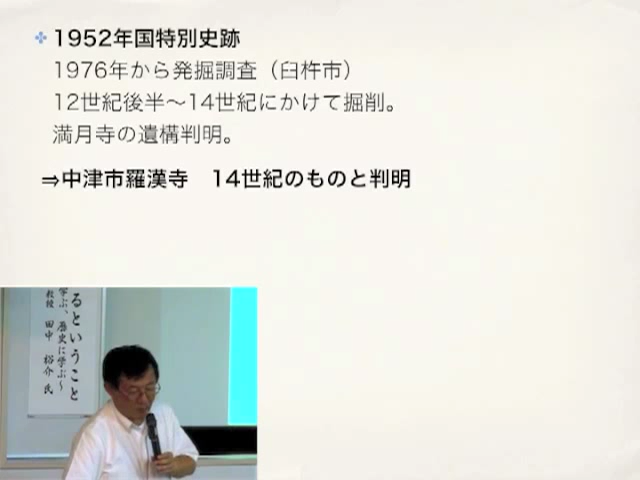 1952年国特別史跡
1976年から発掘調査（臼杵市）
12世紀後半〜14世紀にかけて掘削。
満月寺の遺構判明。
⇒中津市羅漢寺　14世紀のものと判明
るということ
学ぶ、歴史に学ぶ〜
教授 田中 裕介 氏